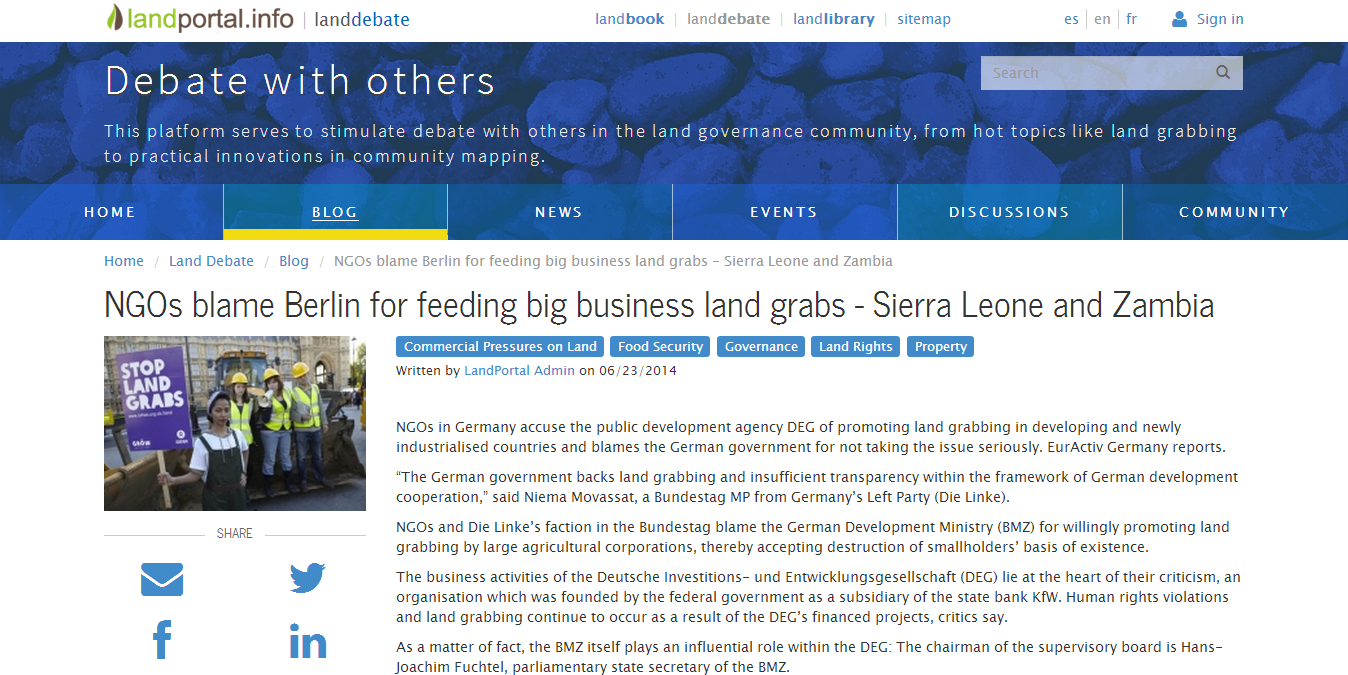 landportal.info | landdebate
landbook | landdebate | landlibrary | sitemap
es | en | fr
Sign in
Debate with others
Search
This platform serves to stimulate debate with others in the land governance community, from hot topics like land grabbing
to practical innovations in community mapping.
HOME
BLOG
NEWS
EVENTS
DISCUSSIONS
COMMUNITY
Home / Land Debate / Blog / NGOs blame Berlin for feeding big business land grabs – Sierra Leone and Zambia
NGOs blame Berlin for feeding big business land grabs - Sierra Leone and Zambia
STOP
LAND
GRABS
GROW
Commercial Pressures on Land Food Security Governance Land Rights Property
Written by LandPortal Admin on 06/23/2014
NGOs in Germany accuse the public development agency DEG of promoting land grabbing in developing and newly
industrialised countries and blames the German government for not taking the issue seriously. EurActiv Germany reports.
“The German government backs land grabbing and insufficient transparency within the framework of German development
cooperation,” said Niema Movassat, a Bundestag MP from Germany’s Left Party (Die Linke).
NGOs and Die Linke’s faction in the Bundestag blame the German Development Ministry (BMZ) for willingly promoting land
grabbing by large agricultural corporations, thereby accepting destruction of smallholders’ basis of existence.
The business activities of the Deutsche Investitions- und Entwicklungsgesellschaft (DEG) lie at the heart of their criticism, an
organisation which was founded by the federal government as a subsidiary of the state bank KfW. Human rights violations
and land grabbing continue to occur as a result of the DEG’s financed projects, critics say.
As a matter of fact, the BMZ itself plays an influential role within the DEG: The chairman of the supervisory board is Hans-
Joachim Fuchtel, parliamentary state secretary of the BMZ.
SHARE